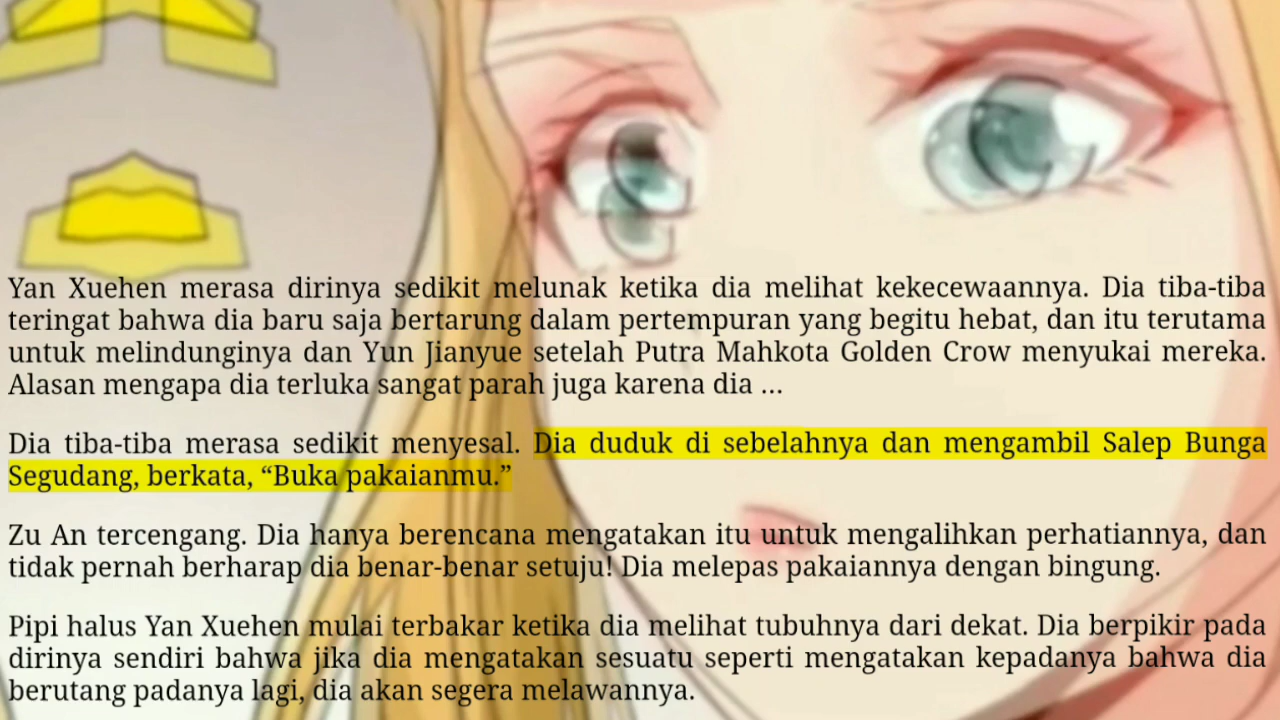 Yan Xuehen merasa dirinya sedikit melunak ketika dia melihat kekecewaannya. Dia tiba-tiba
teringat bahwa dia baru saja bertarung dalam pertempuran yang begitu hebat, dan itu terutama
untuk melindunginya dan Yun Jianyue setelah Putra Mahkota Golden Crow menyukai mereka.
Alasan mengapa dia terluka sangat parah juga karena dia ...
Dia tiba-tiba merasa sedikit menyesal. Dia duduk di sebelahnya dan mengambil Salep Bunga
Segudang, berkata, “Buka pakaianmu.”
Zu An tercengang. Dia hanya berencana mengatakan itu untuk mengalihkan perhatiannya, dan
tidak pernah berharap dia benar-benar setuju! Dia melepas pakaiannya dengan bingung.
Pipi halus Yan Xuehen mulai terbakar ketika dia melihat tubuhnya dari dekat. Dia berpikir pada
dirinya sendiri bahwa jika dia mengatakan sesuatu seperti mengatakan kepadanya bahwa dia
berutang padanya lagi, dia akan segera melawannya.